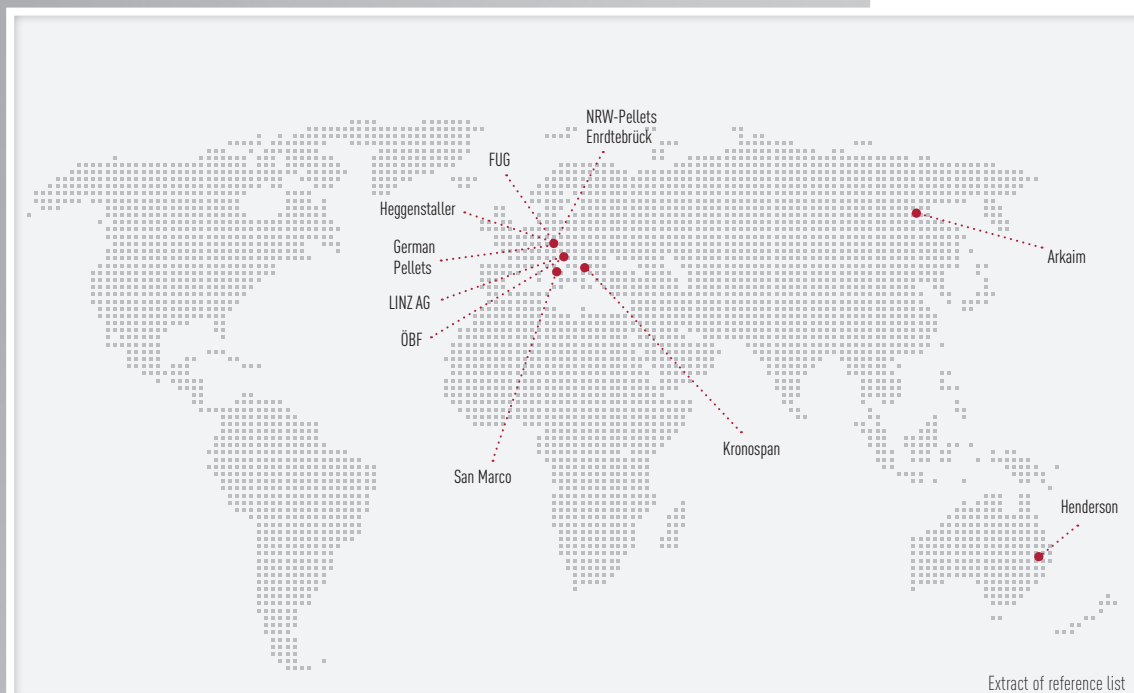 NRW-Pellets
Enrdtebrück
FUG
Heggenstaller
German
Pellets
LINZ AG
ÖBF
San Marco
Kronospan
Arkaim
Henderson
Extract of reference list